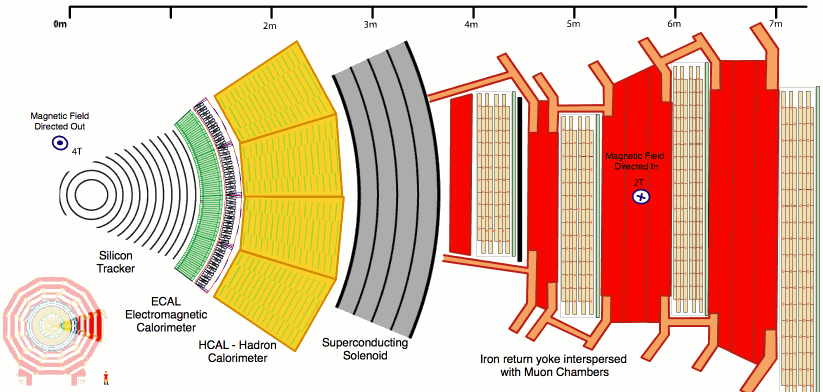 0m
2m
3m
4m
5m
6m
7m
Magnetic Field
Directed Out
4T
Magnetic Field
Directed In
2T
Silicon
Tracker
ECAL
Electromagnetic
Calorimeter
HCAL - Hadron
Calorimeter
Superconducting
Solenoid
Iron return yoke interspersed
with Muon Chambers